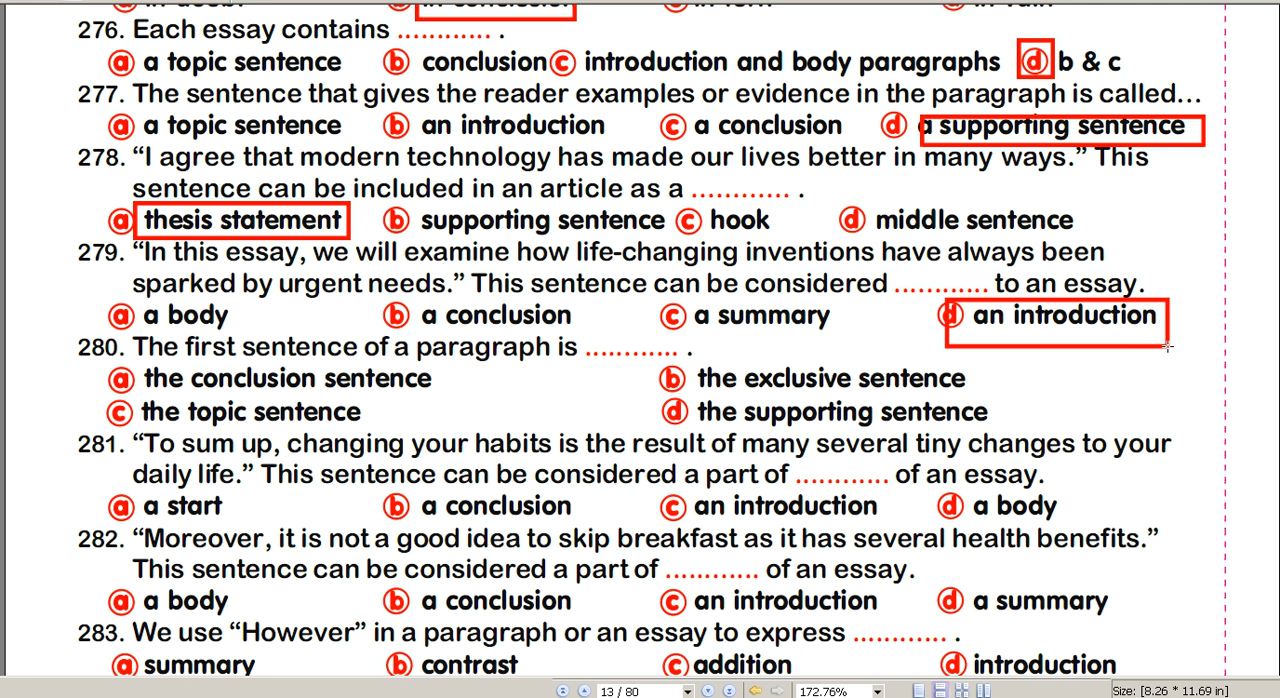 ⓑ in conclusion
276. Each essay contains ............ .
ⓐ a topic sentence ⓑ conclusion ⓒ introduction and body paragraphs ⓓ b & c
277. The sentence that gives the reader examples or evidence in the paragraph is called...
ⓐ a topic sentence ⓑ an introduction ⓒ a conclusion ⓓ a supporting sentence
278. “I agree that modern technology has made our lives better in many ways.” This
sentence can be included in an article as a ............ .
ⓐ thesis statement ⓑ supporting sentence ⓒ hook ⓓ middle sentence
279. “In this essay, we will examine how life-changing inventions have always been
sparked by urgent needs.” This sentence can be considered ............ to an essay.
ⓐ a body ⓑ a conclusion ⓒ a summary ⓓ an introduction
280. The first sentence of a paragraph is ............ .
ⓐ the conclusion sentence ⓑ the exclusive sentence
ⓒ the topic sentence ⓓ the supporting sentence
281. “To sum up, changing your habits is the result of many several tiny changes to your
daily life.” This sentence can be considered a part of ............ of an essay.
ⓐ a start ⓑ a conclusion ⓒ an introduction ⓓ a body
282. “Moreover, it is not a good idea to skip breakfast as it has several health benefits.”
This sentence can be considered a part of ............ of an essay.
ⓐ a body ⓑ a conclusion ⓒ an introduction ⓓ a summary
283. We use “However” in a paragraph or an essay to express ............ .
ⓐ summary ⓑ contrast ⓒ addition ⓓ introduction
13 / 80 172.76% Size: [8.26 * 11.69 in]